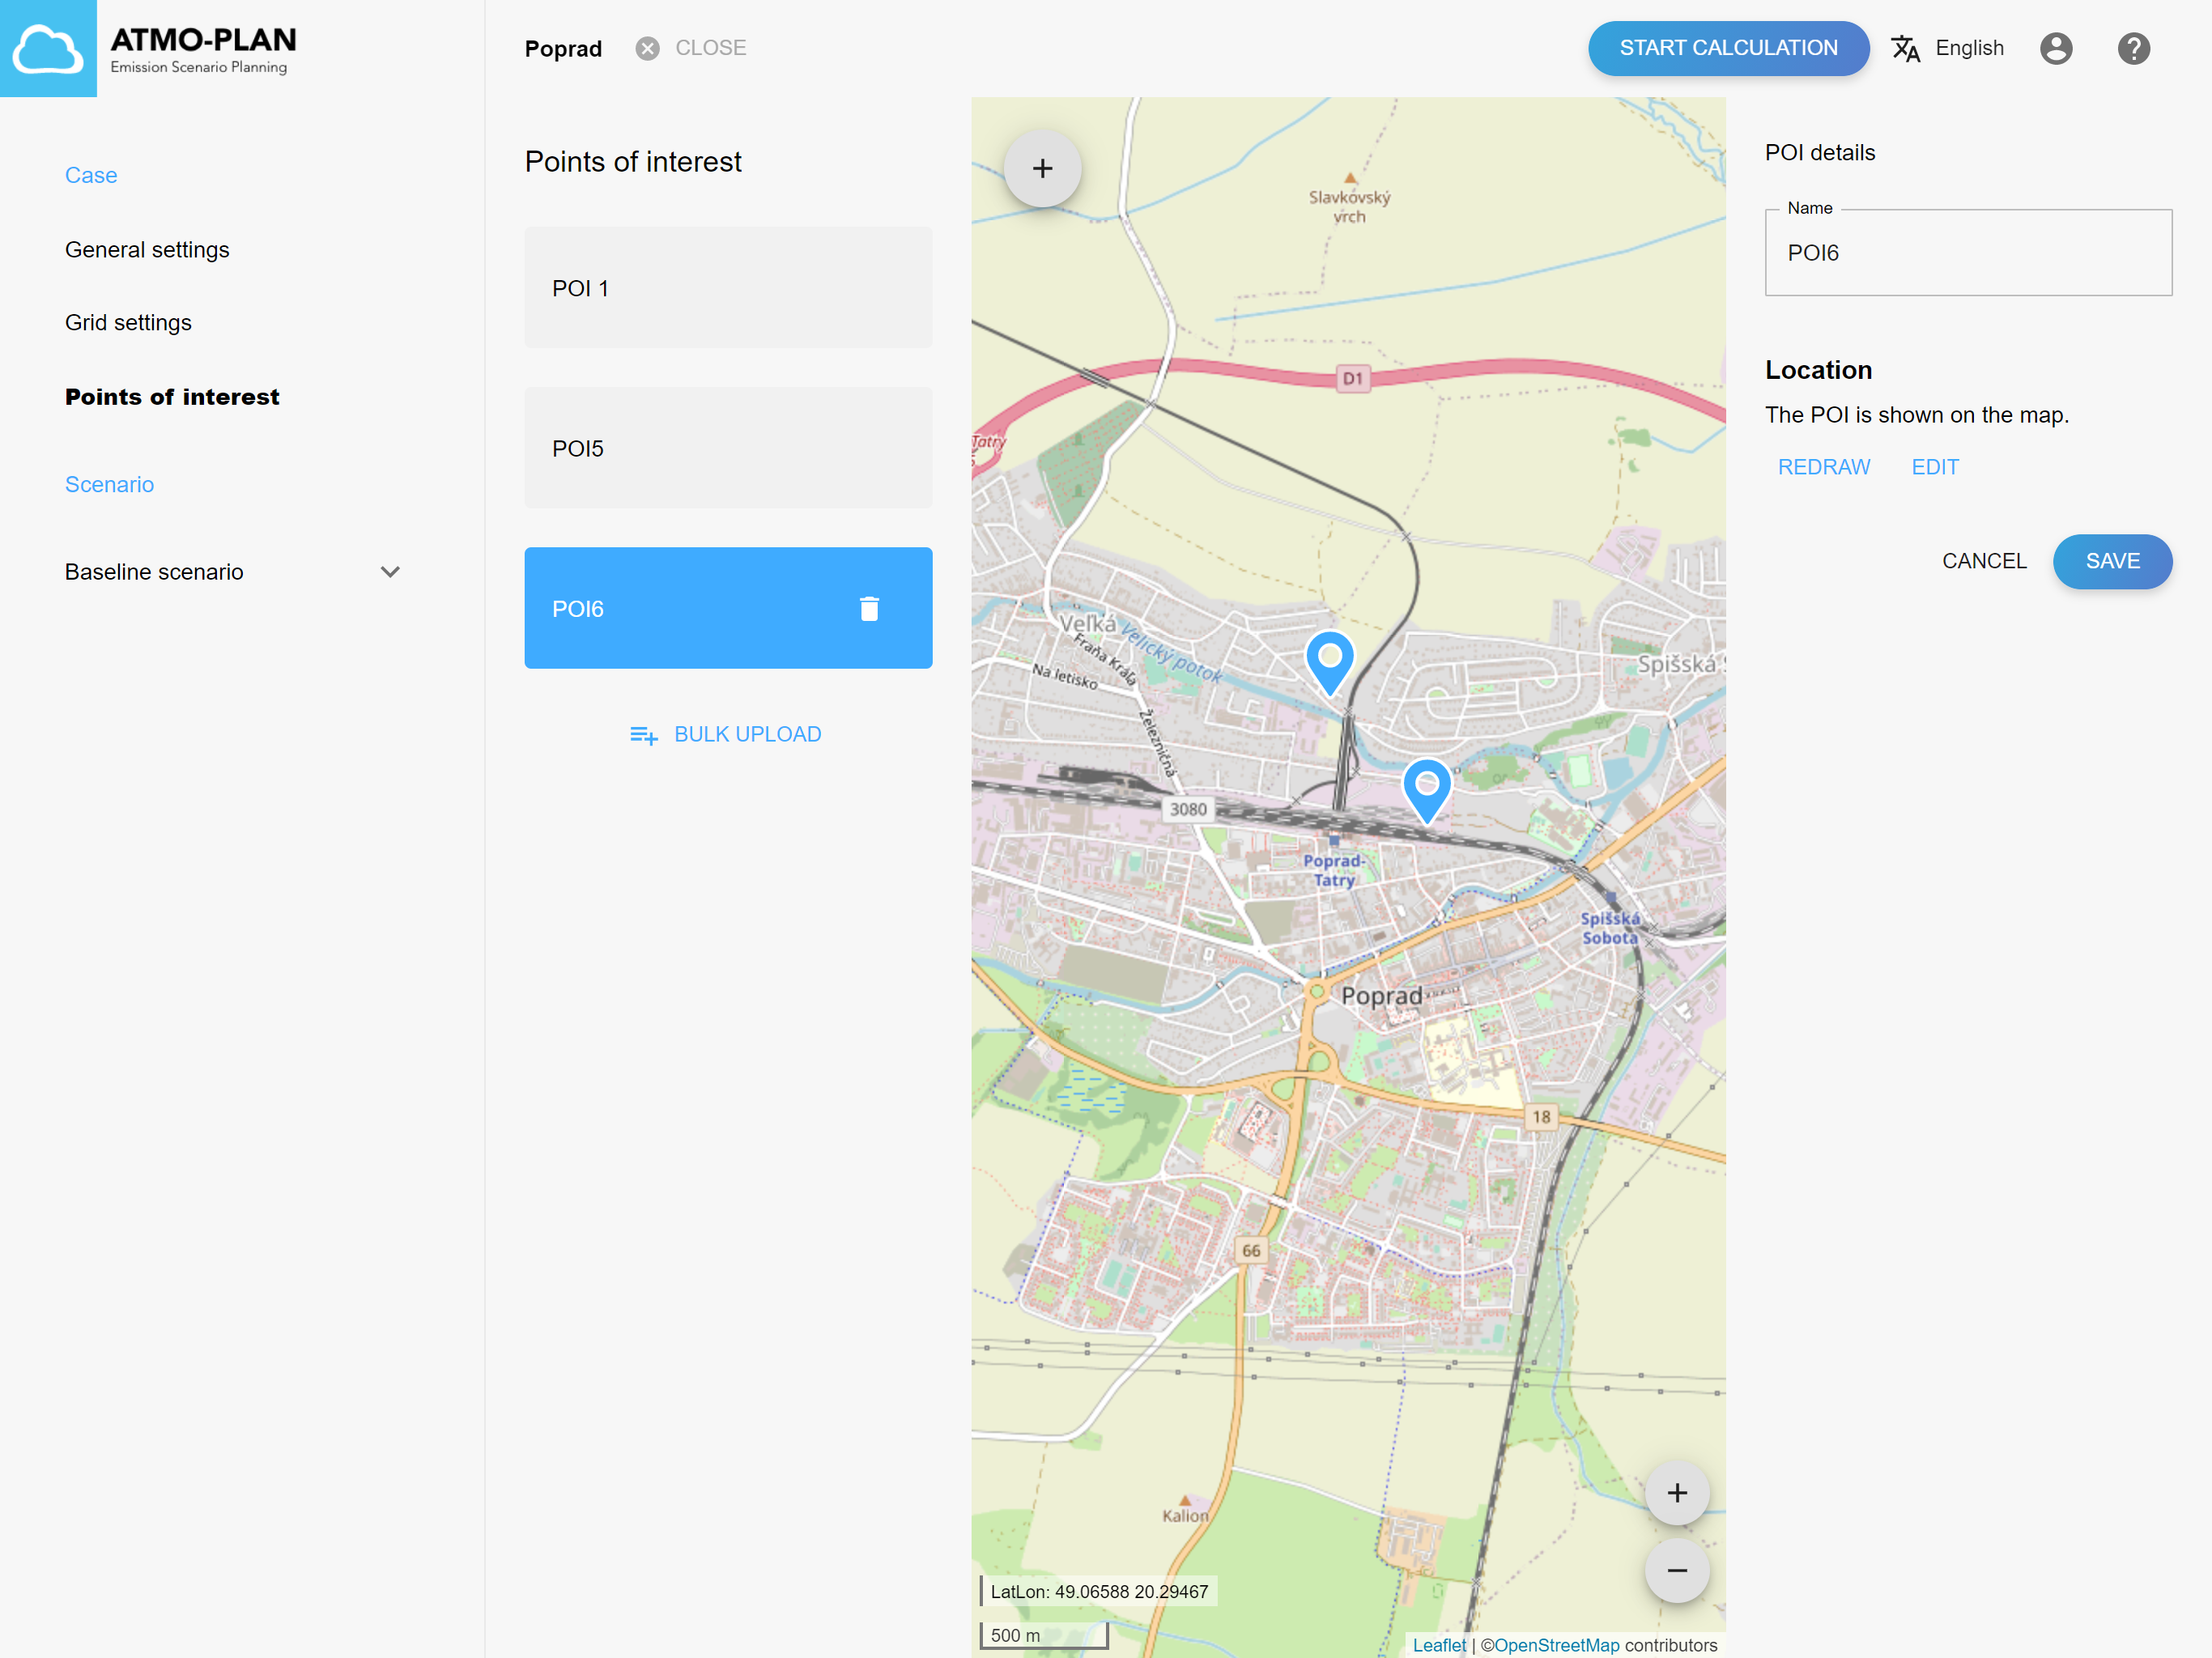 ATMO-PLAN
Emission Scenario Planning
Poprad
CLOSE
START CALCULATION
English
Case
General settings
Grid settings
Points of interest
Scenario
Baseline scenario
Points of interest
POI 1
POI5
POI6
BULK UPLOAD
Slavkovský
vrch
D1
Tatry
Veľká
Velický potok
Fraňa Kráľa
Na letisko
Železničná
Spišská
3080
Poprad-
Tatry
Spišská
Sobota
Poprad
18
66
Kalion
LatLon: 49.06588 20.29467
500 m
Leaflet | ©OpenStreetMap contributors
POI details
Name
POI6
Location
The POI is shown on the map.
REDRAW
EDIT
CANCEL
SAVE